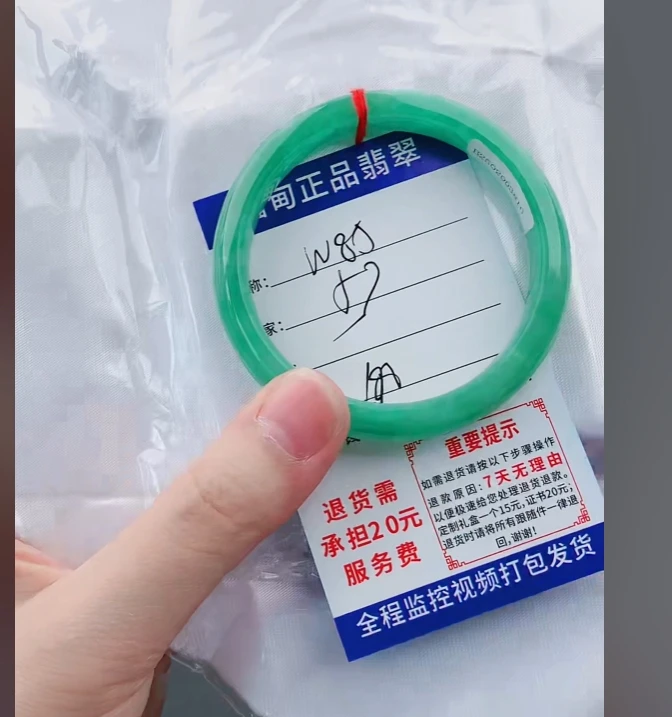 甸正品翡翠
称:
W85
家:
57
退货需
承担20元
服务费
重要提示
如需退货请按以下步骤操作
退款原因:7天无理由
以便极速给您处理退货退款。
定制礼盒一个15元,证书20元,
退货时请将所有跟随件一律退
回,谢谢!
全程监控视频打包发货